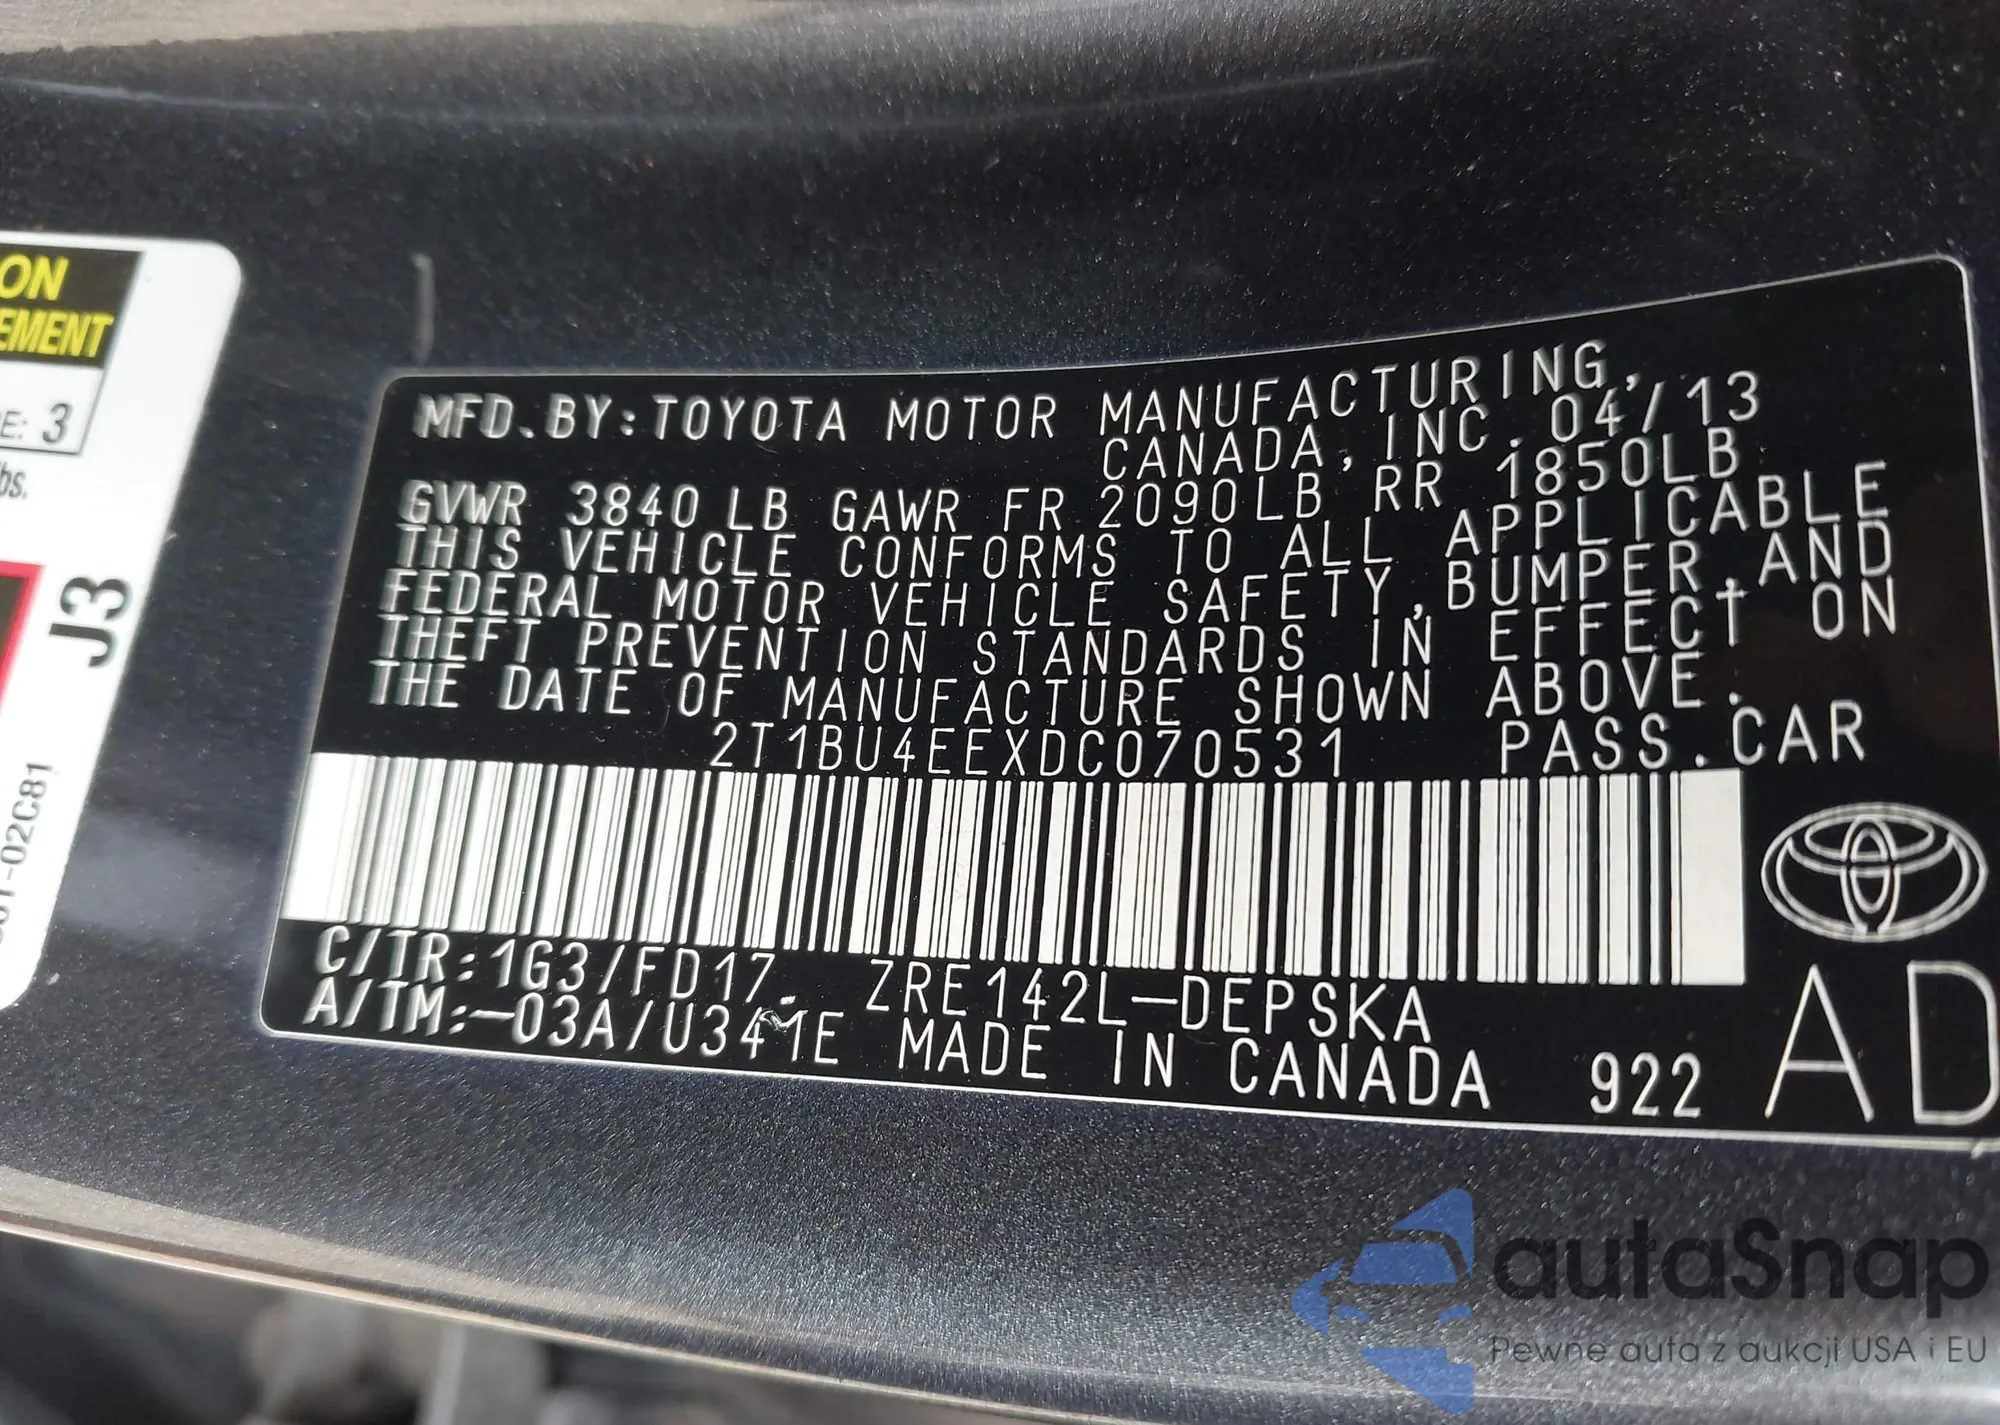 ON
EMENT
E: 3
bs.
J3
MFD.BY:TOYOTA MOTOR MANUFACTURING,
CANADA, INC. 04/13
GVWR 3840LB GAWR FR 2090LB RR 1850LB
THIS VEHICLE CONFORMS TO ALL APPLICABLE
FEDERAL MOTOR VEHICLE SAFETY,BUMPER,AND
THEFT PREVENTION STANDARDS IN EFFECT ON
THE DATE OF MANUFACTURE SHOWN ABOVE.
2T1BU4EEXDC070531 PASS.CAR
C/TR:1G3/FD17. ZRE142L-DEPSKA
A/TM:-03A/U341E MADE IN CANADA 922
AD
autaSnap
Pewne auta z aukcji USA i EU